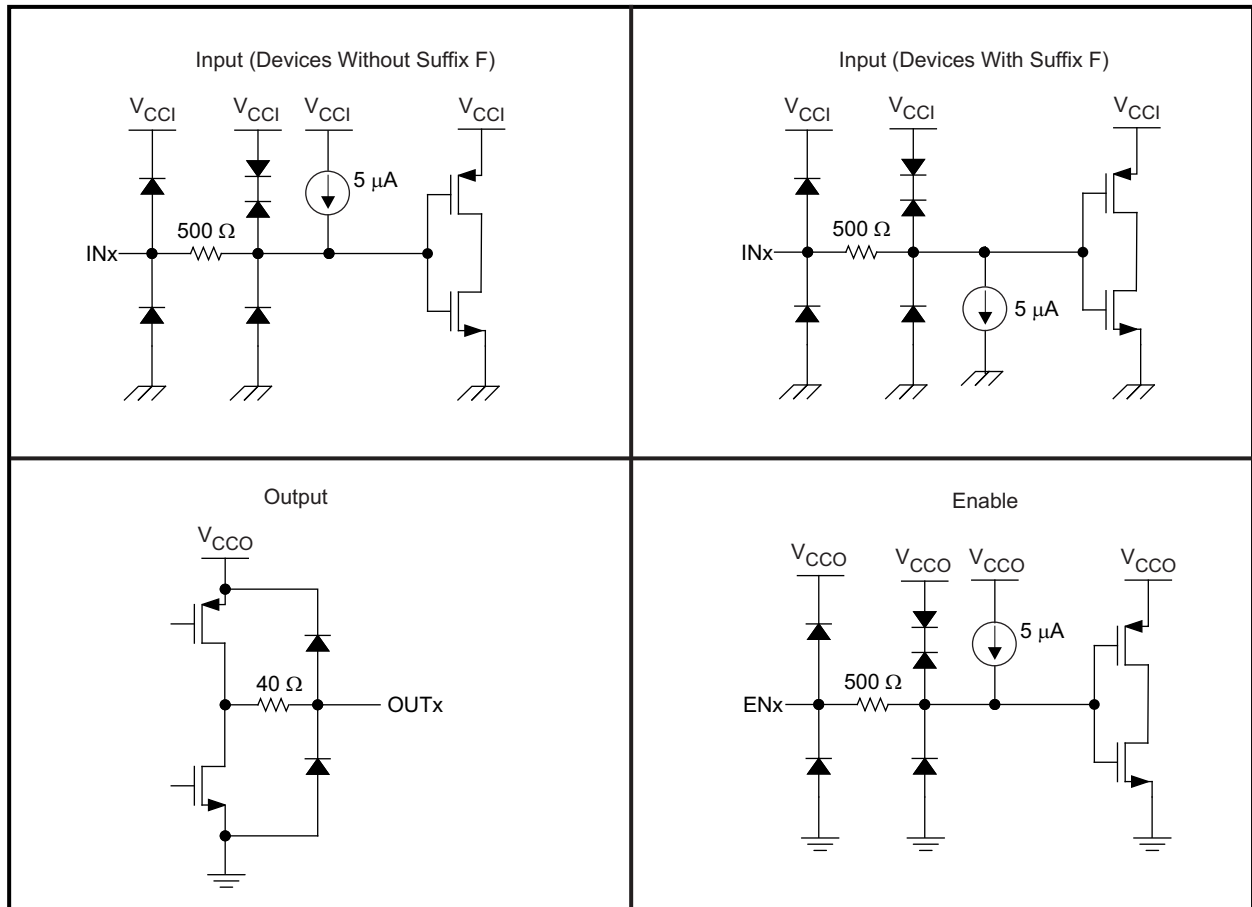 Input (Devices Without Suffix F)
V_CCI V_CCI V_CCI V_CCI
5 μA
500 Ω
INx
Input (Devices With Suffix F)
V_CCI V_CCI V_CCI
500 Ω
INx
5 μA
Output
V_CCO
40 Ω
OUTx
Enable
V_CCO V_CCO V_CCO V_CCO
5 μA
500 Ω
ENx